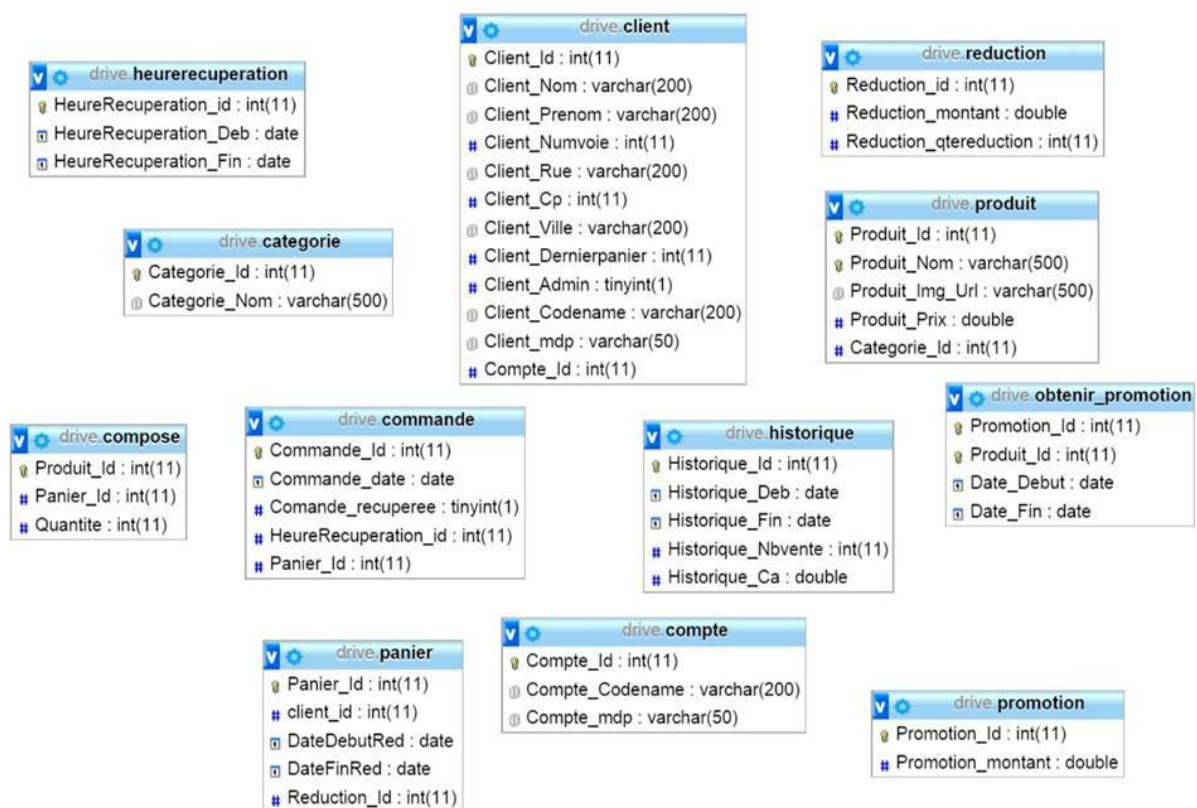 drive.client
Client_Id : int(11)
Client_Nom : varchar(200)
Client_Prenom : varchar(200)
Client_Numvoie : int(11)
Client_Rue : varchar(200)
Client_Cp : int(11)
Client_Ville : varchar(200)
Client_Dernierpanier : int(11)
Client_Admin : tinyint(1)
Client_Codename : varchar(200)
Client_mdp : varchar(50)
Compte_Id : int(11)
drive.heurerecuperation
HeureRecuperation_id : int(11)
HeureRecuperation_Deb : date
HeureRecuperation_Fin : date
drive.reduction
Reduction_id : int(11)
Reduction_montant : double
Reduction_qtereduction : int(11)
drive.categorie
Categorie_Id : int(11)
Categorie_Nom : varchar(500)
drive.produit
Produit_Id : int(11)
Produit_Nom : varchar(500)
Produit_Img_Url : varchar(500)
Produit_Prix : double
Categorie_Id : int(11)
drive.obtenir_promotion
Promotion_Id : int(11)
Produit_Id : int(11)
Date_Debut : date
Date_Fin : date
drive.compose
Produit_Id : int(11)
Panier_Id : int(11)
Quantite : int(11)
drive.commande
Commande_Id : int(11)
Commande_date : date
Comande_recuperee : tinyint(1)
HeureRecuperation_id : int(11)
Panier_Id : int(11)
drive.historique
Historique_Id : int(11)
Historique_Deb : date
Historique_Fin : date
Historique_Nbvente : int(11)
Historique_Ca : double
drive.panier
Panier_Id : int(11)
client_id : int(11)
DateDebutRed : date
DateFinRed : date
Reduction_Id : int(11)
drive.compte
Compte_Id : int(11)
Compte_Codename : varchar(200)
Compte_mdp : varchar(50)
drive.promotion
Promotion_Id : int(11)
Promotion_montant : double